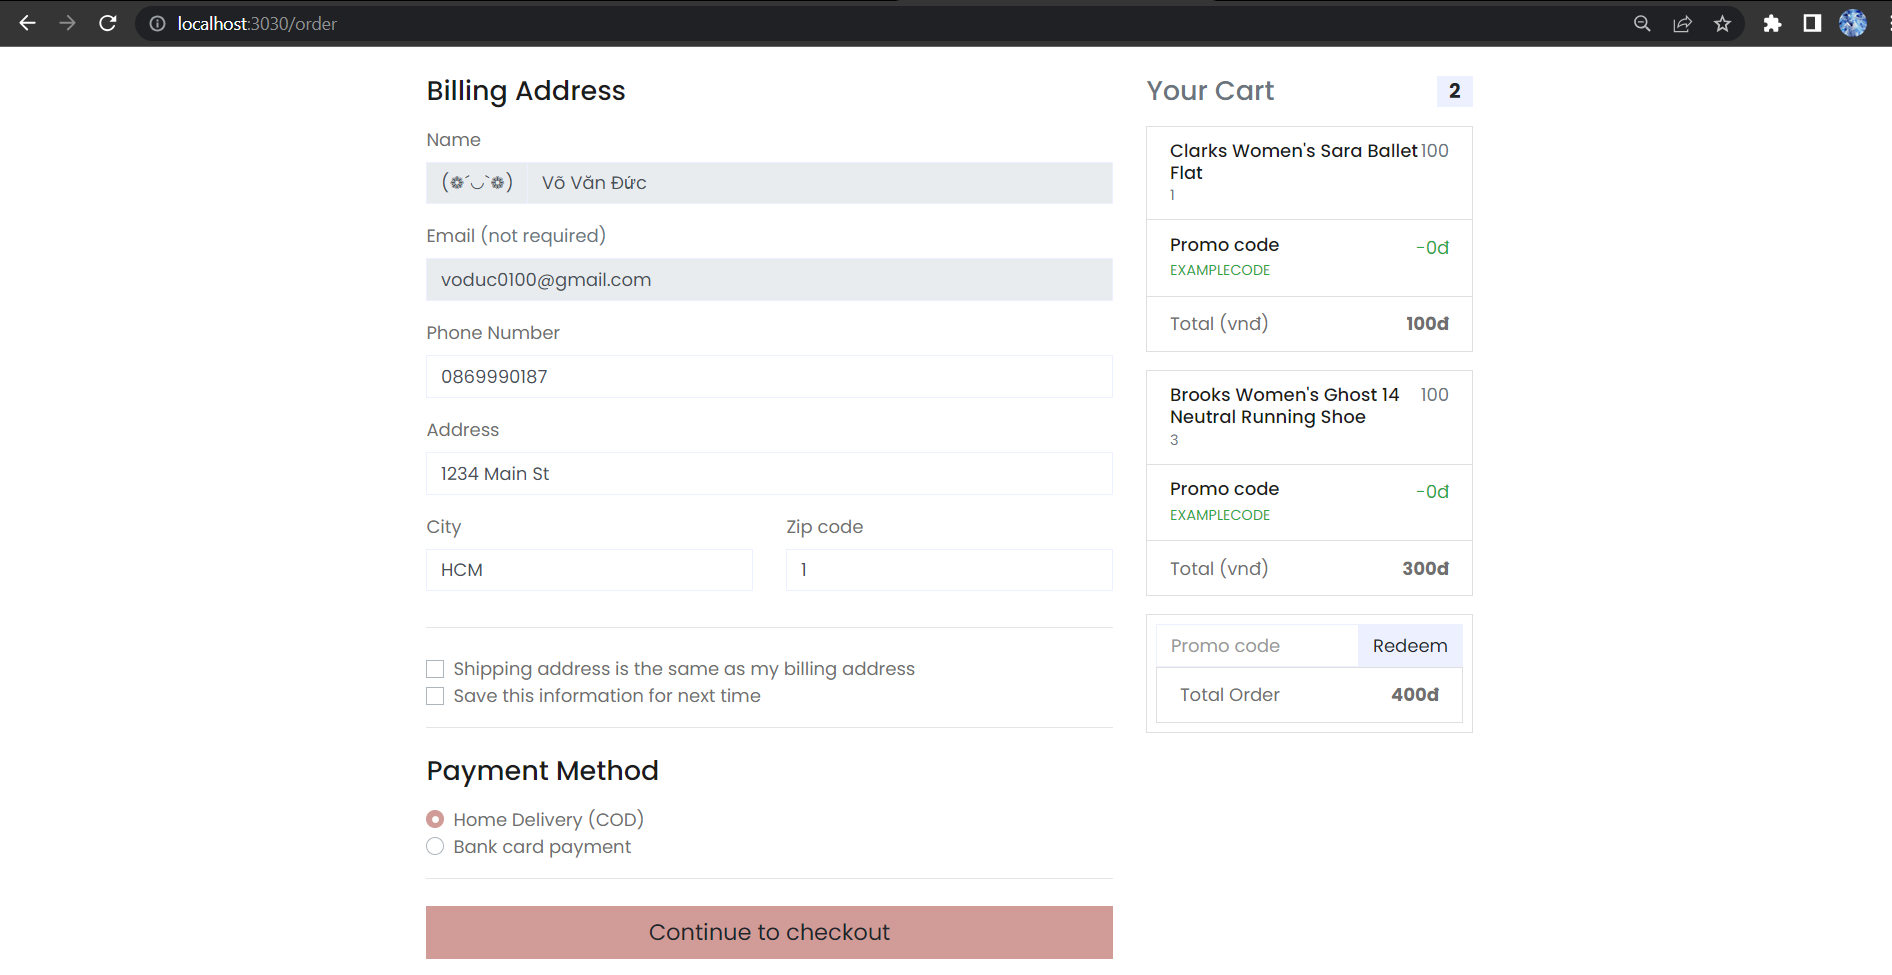 localhost:3030/order
Billing Address
Name
(❁´◡`❁) Võ Văn Đức
Email (not required)
voduc0100@gmail.com
Phone Number
0869990187
Address
1234 Main St
City Zip code
HCM 1
Shipping address is the same as my billing address
Save this information for next time
Payment Method
Home Delivery (COD)
Bank card payment
Continue to checkout
Your Cart 2
Clarks Women's Sara Ballet 100
Flat
1
Promo code -0đ
EXAMPLECODE
Total (vnđ) 100đ
Brooks Women's Ghost 14 100
Neutral Running Shoe
3
Promo code -0đ
EXAMPLECODE
Total (vnđ) 300đ
Promo code Redeem
Total Order 400đ